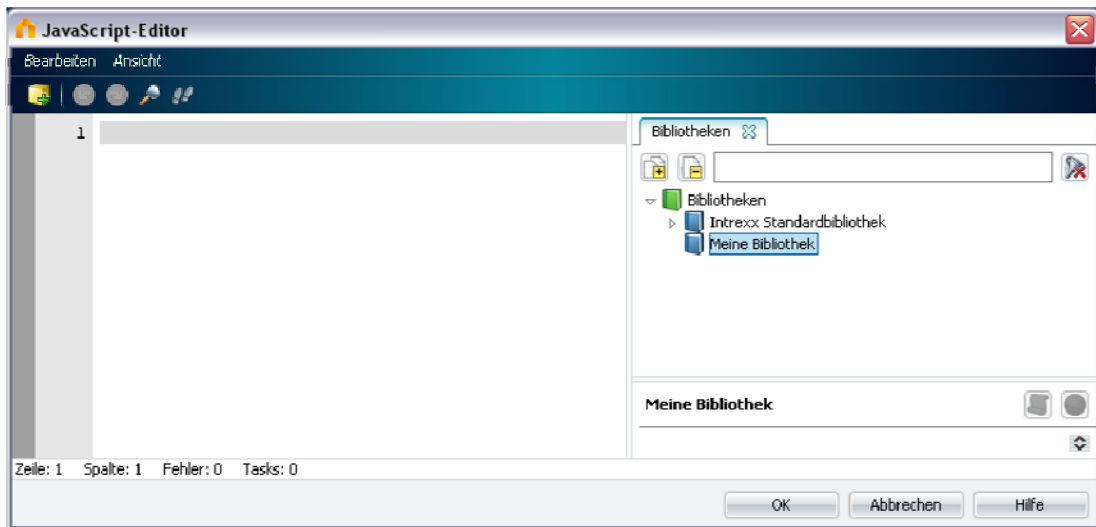 JavaScript-Editor
Bearbeiten Ansicht
1
Bibliotheken
Bibliotheken
Intrexx Standardbibliothek
Meine Bibliothek
Meine Bibliothek
Zeile: 1 Spalte: 1 Fehler: 0 Tasks: 0
OK Abbrechen Hilfe